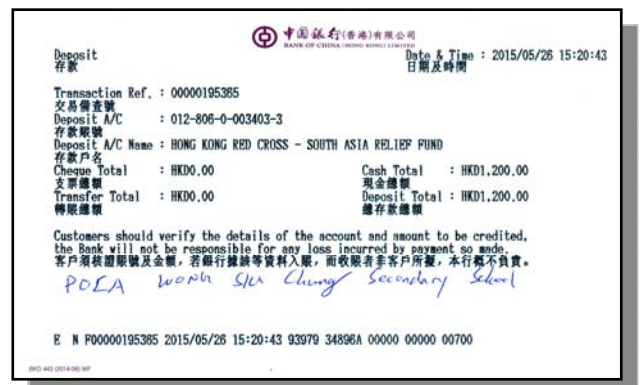 中國銀行(香港)有限公司
BANK OF CHINA (HONG KONG) LIMITED
Deposit
存款
Date & Time : 2015/05/26 15:20:43
日期及時間
Transaction Ref. : 00000195365
交易備查號
Deposit A/C : 012-806-0-003403-3
存款賬號
Deposit A/C Name : HONG KONG RED CROSS - SOUTH ASIA RELIEF FUND
存款戶名
Cheque Total : HKD0.00 Cash Total : HKD1,200.00
支票總額 現金總額
Transfer Total : HKD0.00 Deposit Total : HKD1,200.00
轉賬總額 總存款總額
Customers should verify the details of the account and amount to be credited,
the Bank will not be responsible for any loss incurred by payment so made.
客戶須核證賬號及金額，若銀行據該等資料入賬，而收賬者非客戶所擬，本行概不負責。
POCA WONG Siu Chung Secondary School
E N F00000195365 2015/05/26 15:20:43 93979 34896A 00000 00000 00700
BKD 443 (2014-06) WF